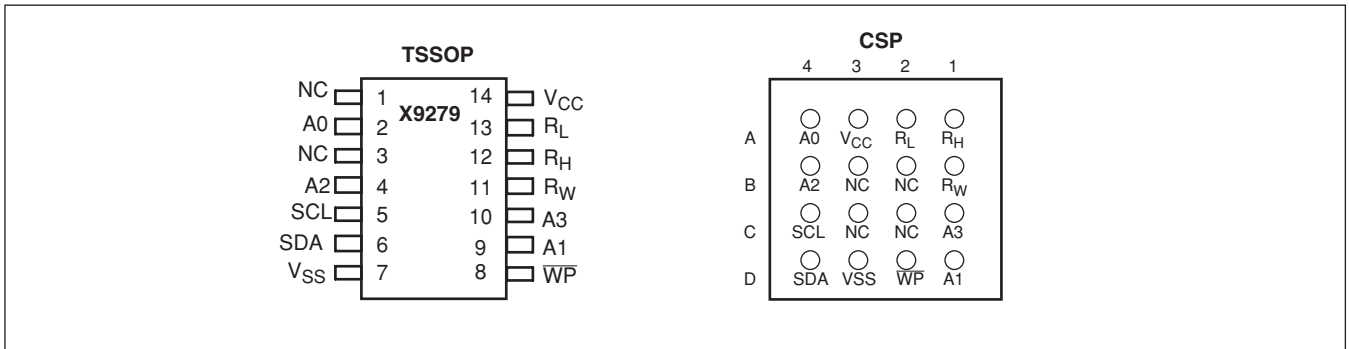 TSSOP
X9279
NC 1 14 VCC
A0 2 13 RL
NC 3 12 RH
A2 4 11 RW
SCL 5 10 A3
SDA 6 9 A1
VSS 7 8 W̅P̅
CSP
4 3 2 1
A A0 VCC RL RH
B A2 NC NC RW
C SCL NC NC A3
D SDA VSS W̅P̅ A1